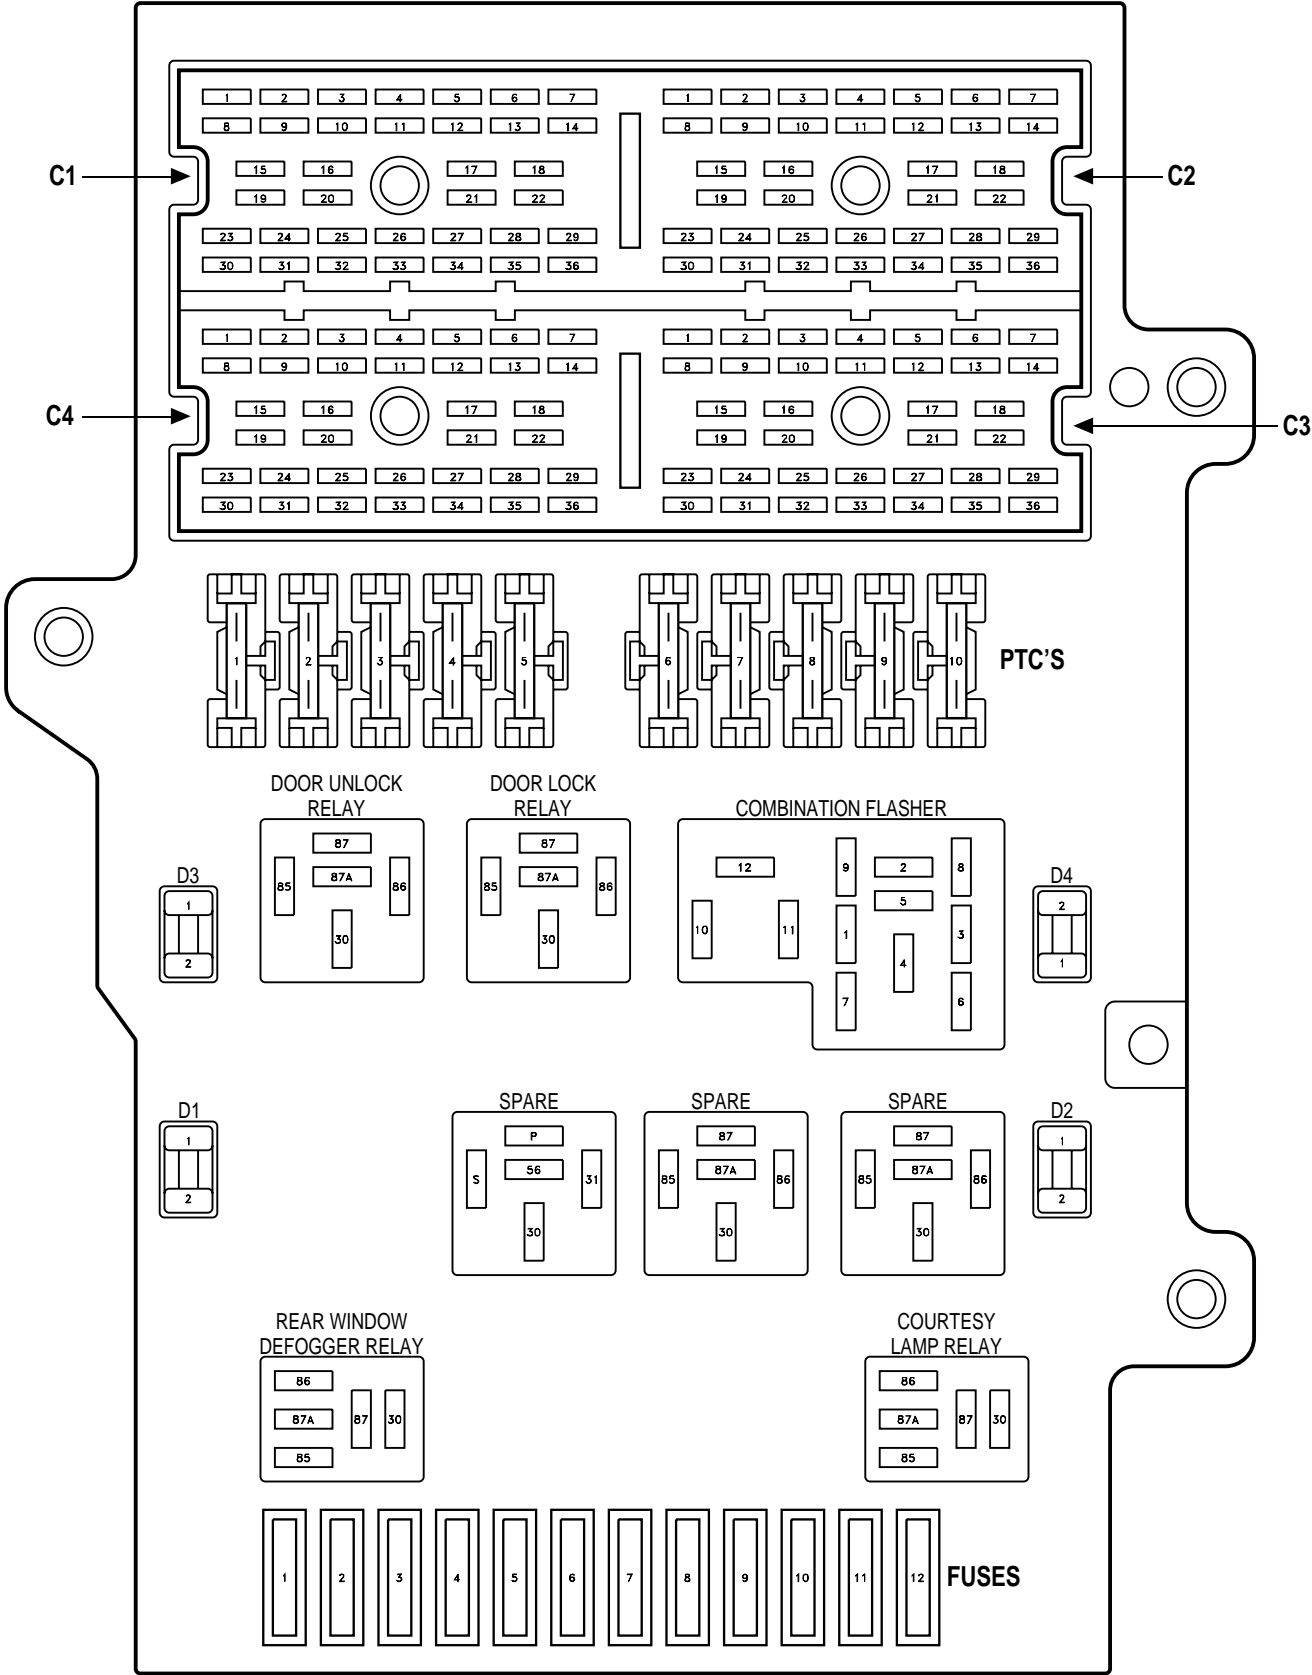 1 2 3 4 5 6 7 1 2 3 4 5 6 7
8 9 10 11 12 13 14 8 9 10 11 12 13 14
C1 15 16 17 18 15 16 17 18 C2
19 20 21 22 19 20 21 22
23 24 25 26 27 28 29 23 24 25 26 27 28 29
30 31 32 33 34 35 36 30 31 32 33 34 35 36
1 2 3 4 5 6 7 1 2 3 4 5 6 7
8 9 10 11 12 13 14 8 9 10 11 12 13 14
C4 15 16 17 18 15 16 17 18 C3
19 20 21 22 19 20 21 22
23 24 25 26 27 28 29 23 24 25 26 27 28 29
30 31 32 33 34 35 36 30 31 32 33 34 35 36
1 2 3 4 5 6 7 8 9 10 PTC'S
DOOR UNLOCK
RELAY
87
85 87A 86
30
DOOR LOCK
RELAY
87
85 87A 86
30
COMBINATION FLASHER
12 9 2 8
5
10 11 1 3
4
7 6
D3
1
2
D4
2
1
D1
1
2
SPARE
P
S 56 31
30
SPARE
87
85 87A 86
30
SPARE
87
85 87A 86
30
D2
1
2
REAR WINDOW
DEFOGGER RELAY
86
87A 87 30
85
COURTESY
LAMP RELAY
86
87A 87 30
85
1 2 3 4 5 6 7 8 9 10 11 12 FUSES